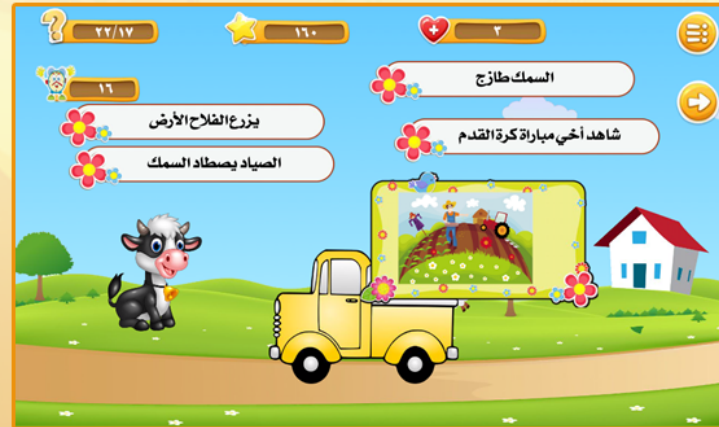 ٣
١٦٠
٢٢/١٧
١٦
السمك طازج
شاهد أخي مباراة كرة القدم
يزرع الفلاح الأرض
الصياد يصطاد السمك